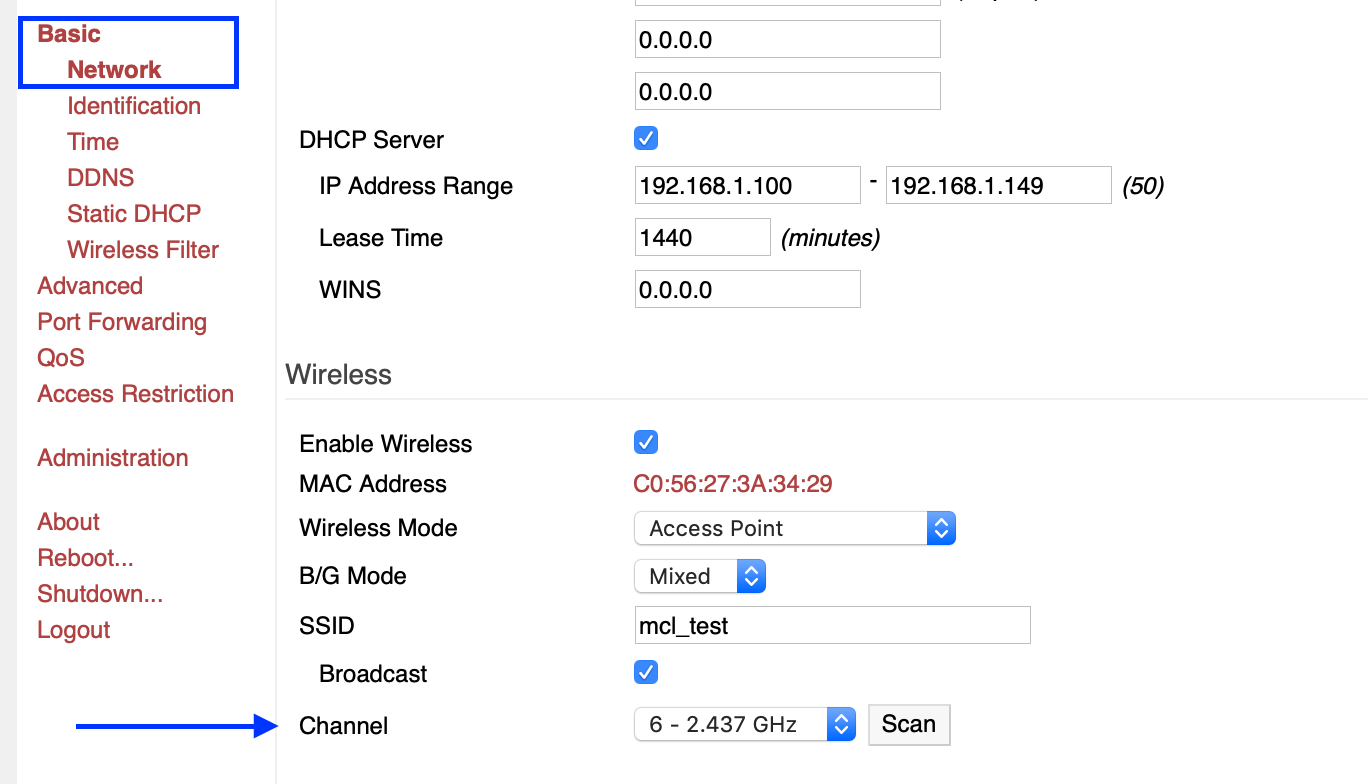 Basic
Network
Identification
Time
DDNS
Static DHCP
Wireless Filter
Advanced
Port Forwarding
QoS
Access Restriction
Administration
About
Reboot...
Shutdown...
Logout
0.0.0.0
0.0.0.0
DHCP Server
IP Address Range 192.168.1.100 - 192.168.1.149 (50)
Lease Time 1440 (minutes)
WINS 0.0.0.0
Wireless
Enable Wireless
MAC Address C0:56:27:3A:34:29
Wireless Mode Access Point
B/G Mode Mixed
SSID mcl_test
Broadcast
Channel 6 - 2.437 GHz Scan